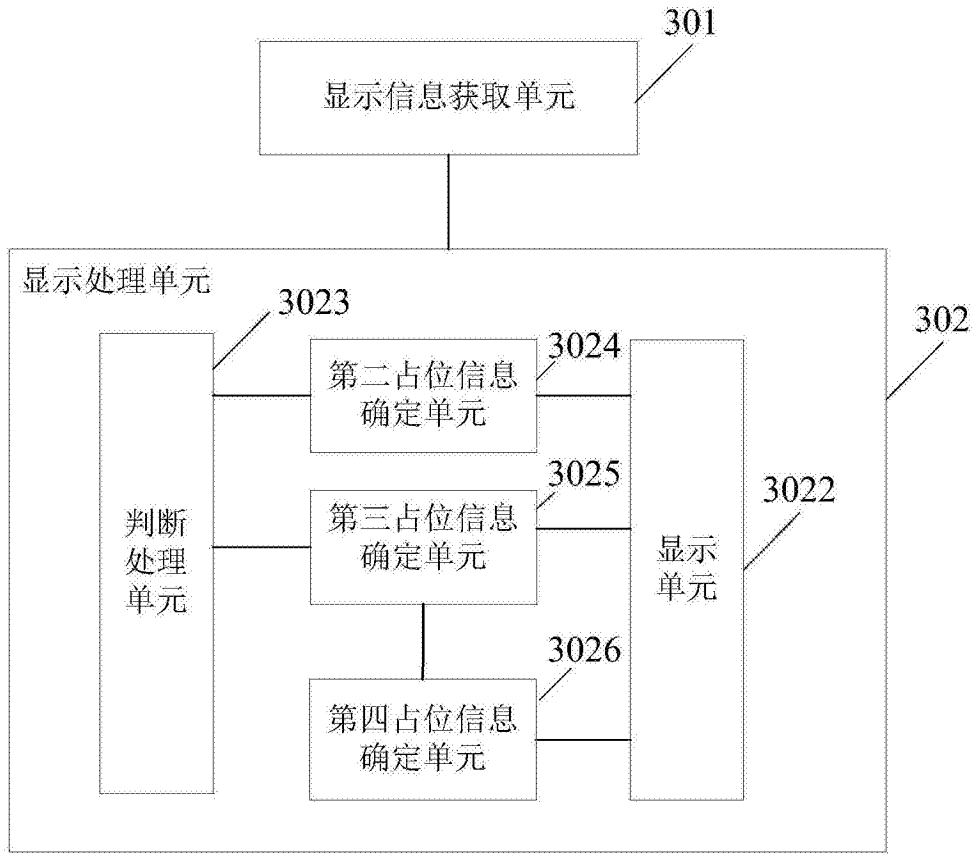 301
显示信息获取单元
显示处理单元
302
3023
3024
第二占位信息
确定单元
3025
第三占位信息
确定单元
3022
判断
处理
单元
显示
单元
3026
第四占位信息
确定单元